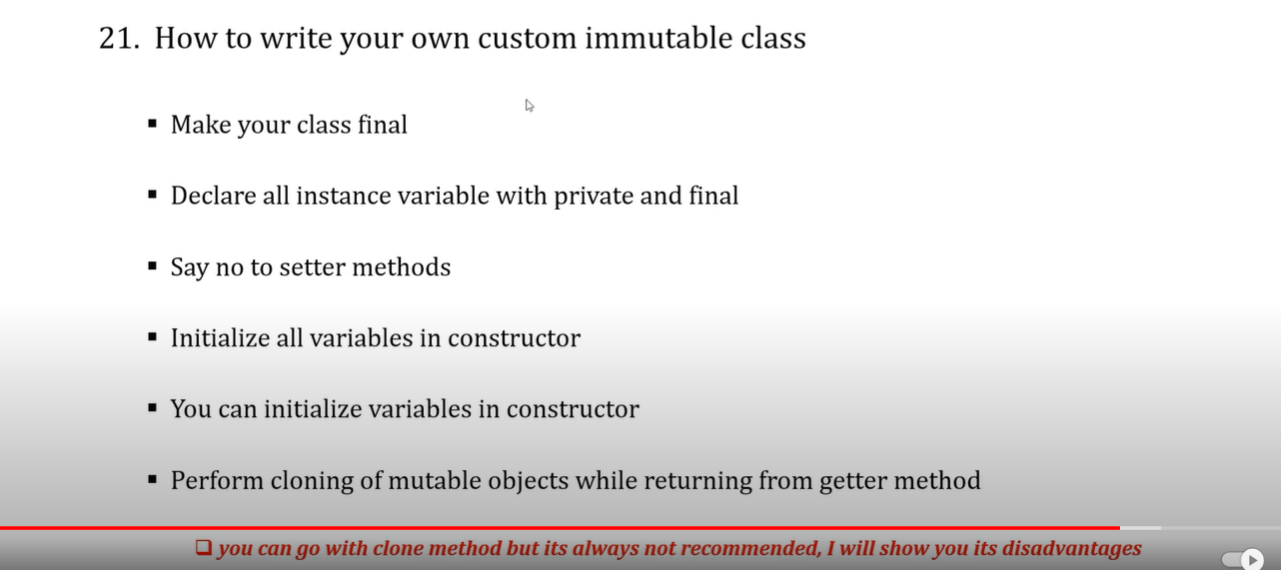 21. How to write your own custom immutable class
▪ Make your class final
▪ Declare all instance variable with private and final
▪ Say no to setter methods
▪ Initialize all variables in constructor
▪ You can initialize variables in constructor
▪ Perform cloning of mutable objects while returning from getter method
❑ you can go with clone method but its always not recommended, I will show you its disadvantages